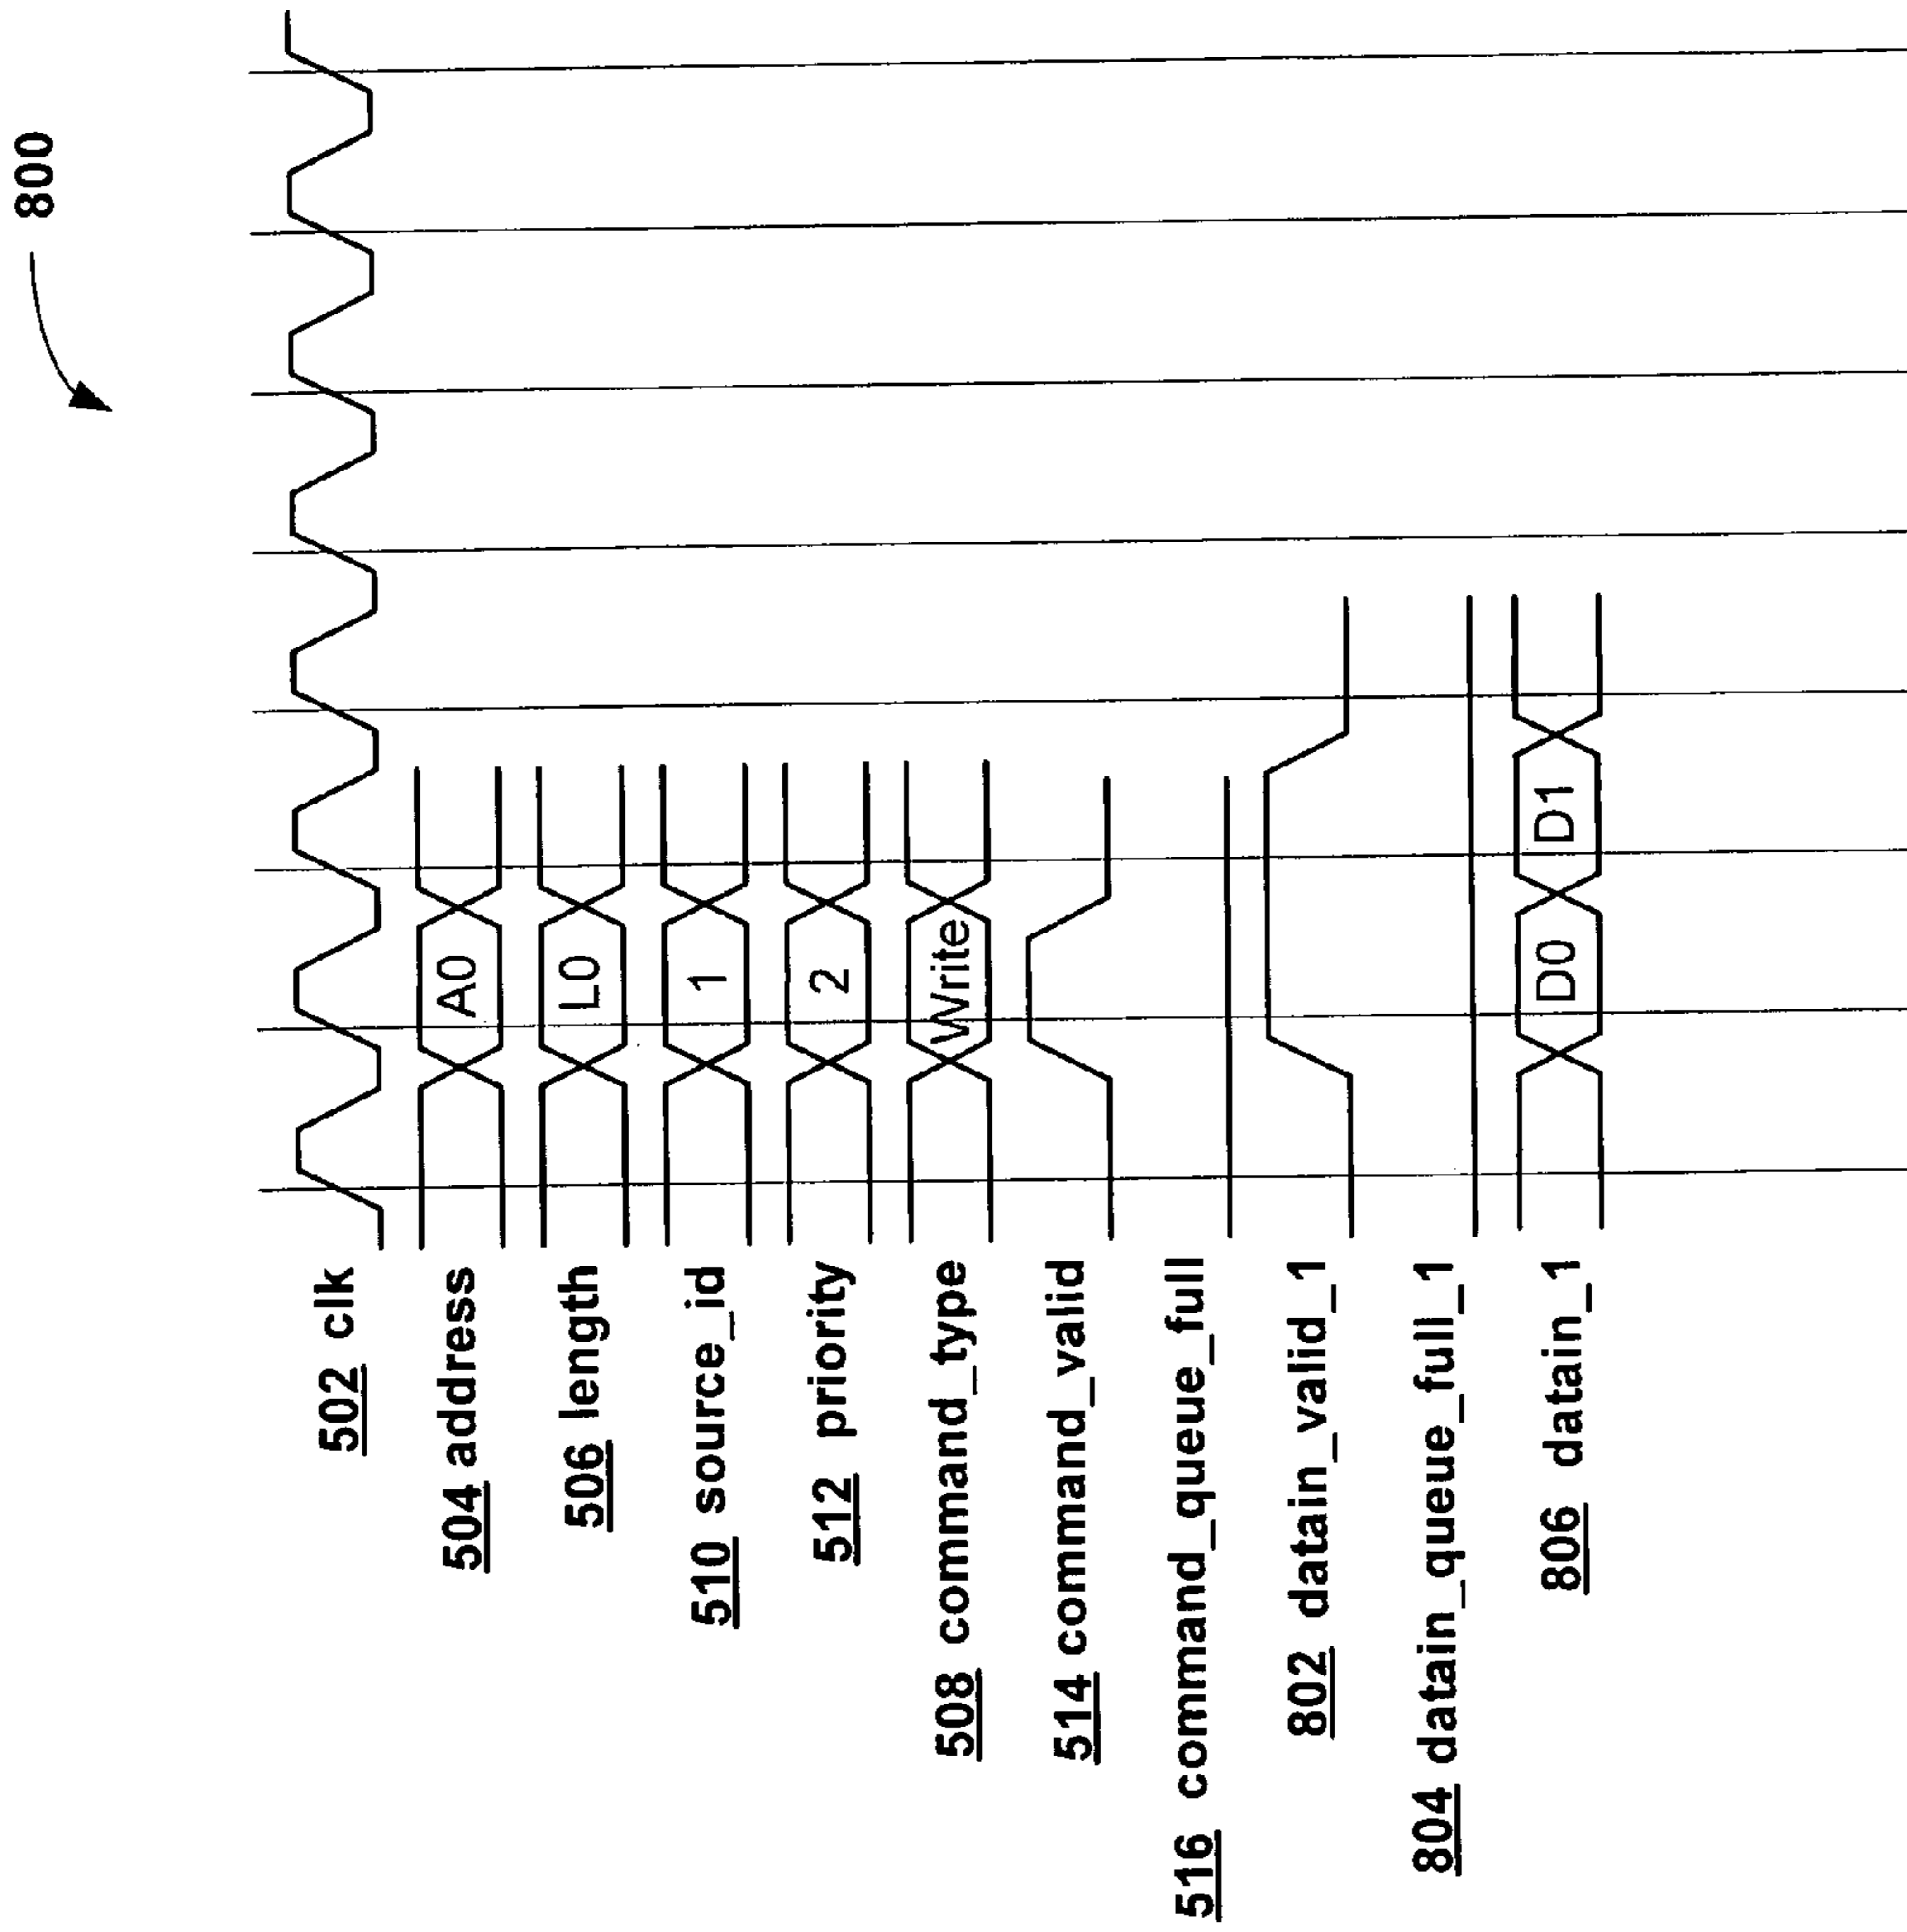 800
502 clk
504 address A0
506 length L0
510 source_id 1
512 priority 2
508 command_type Write
514 command_valid
516 command_queue_full
802 datain_valid_1
804 datain_queue_full_1
806 datain_1 D0 D1